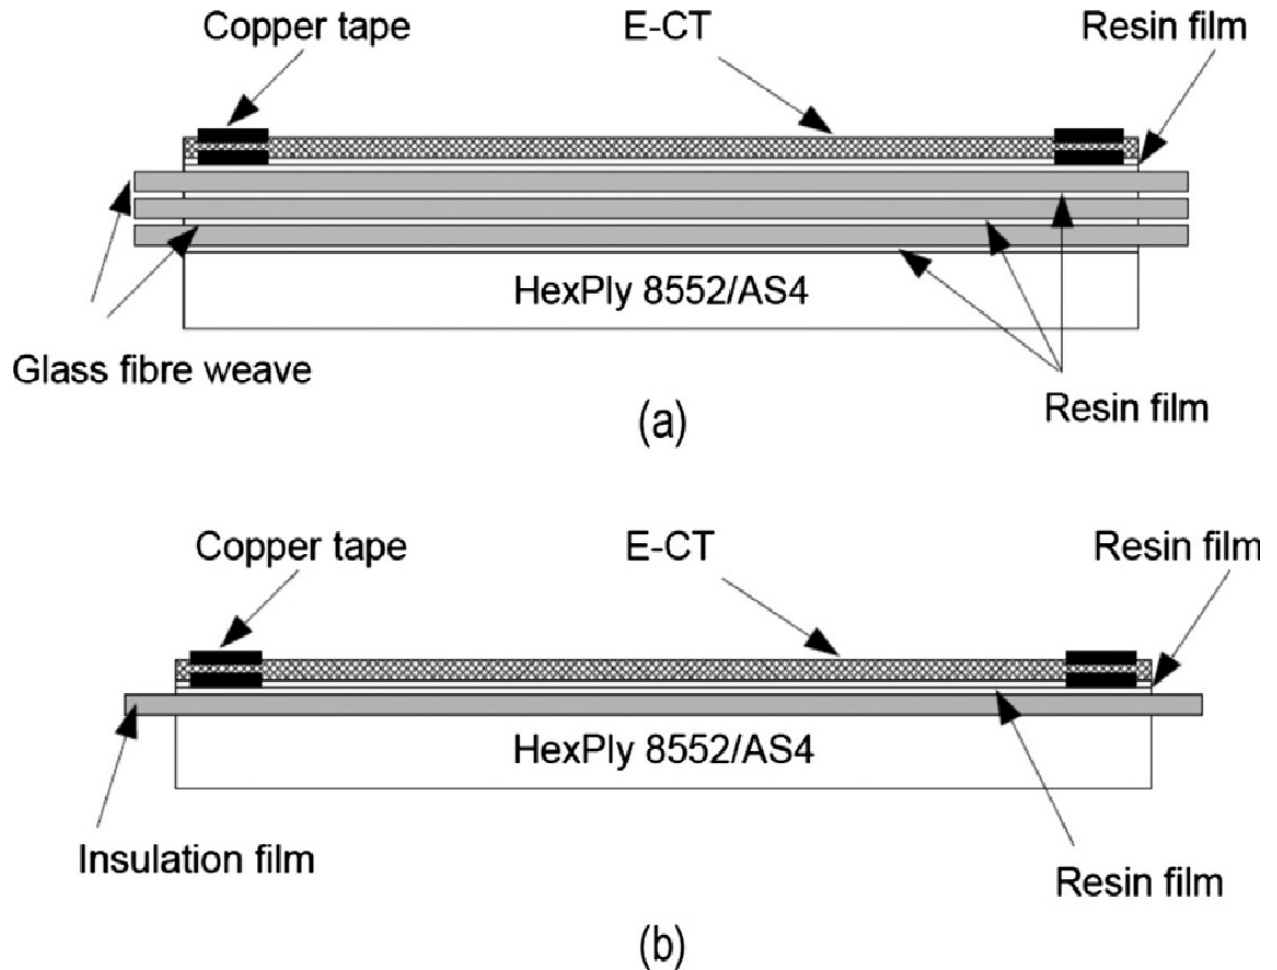 Copper tape
E-CT
Resin film
HexPly 8552/AS4
Glass fibre weave
Resin film
(a)
Copper tape
E-CT
Resin film
HexPly 8552/AS4
Insulation film
Resin film
(b)